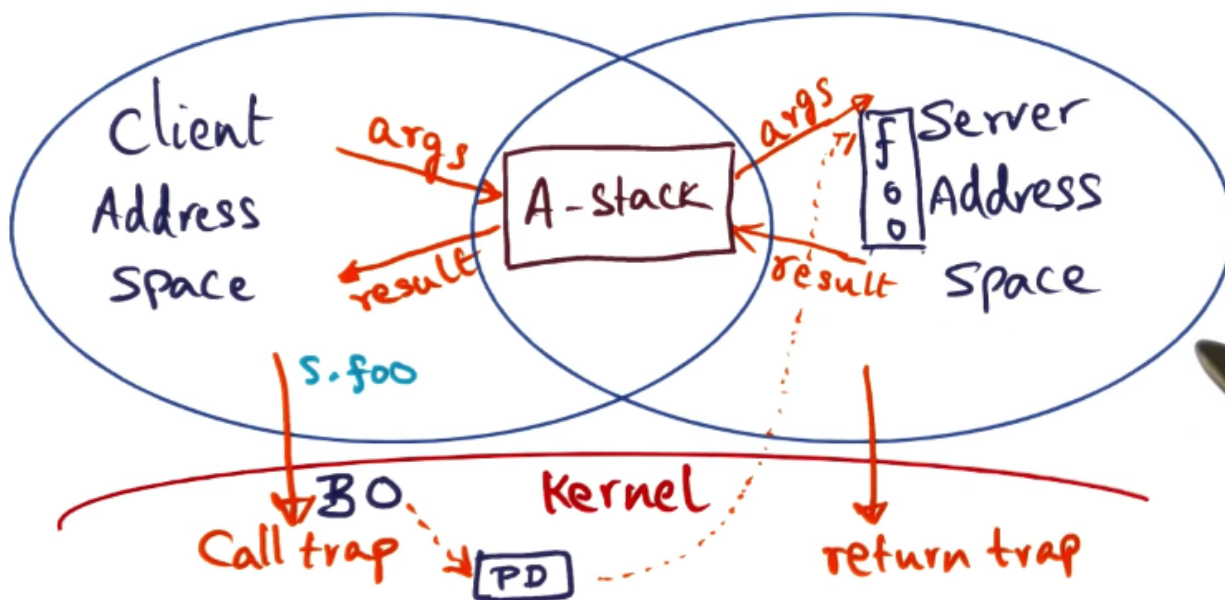 Client
Address
Space
args
result
A-stack
args
result
foo
Server
Address
Space
s.foo
BO
Kernel
Call trap
PD
return trap